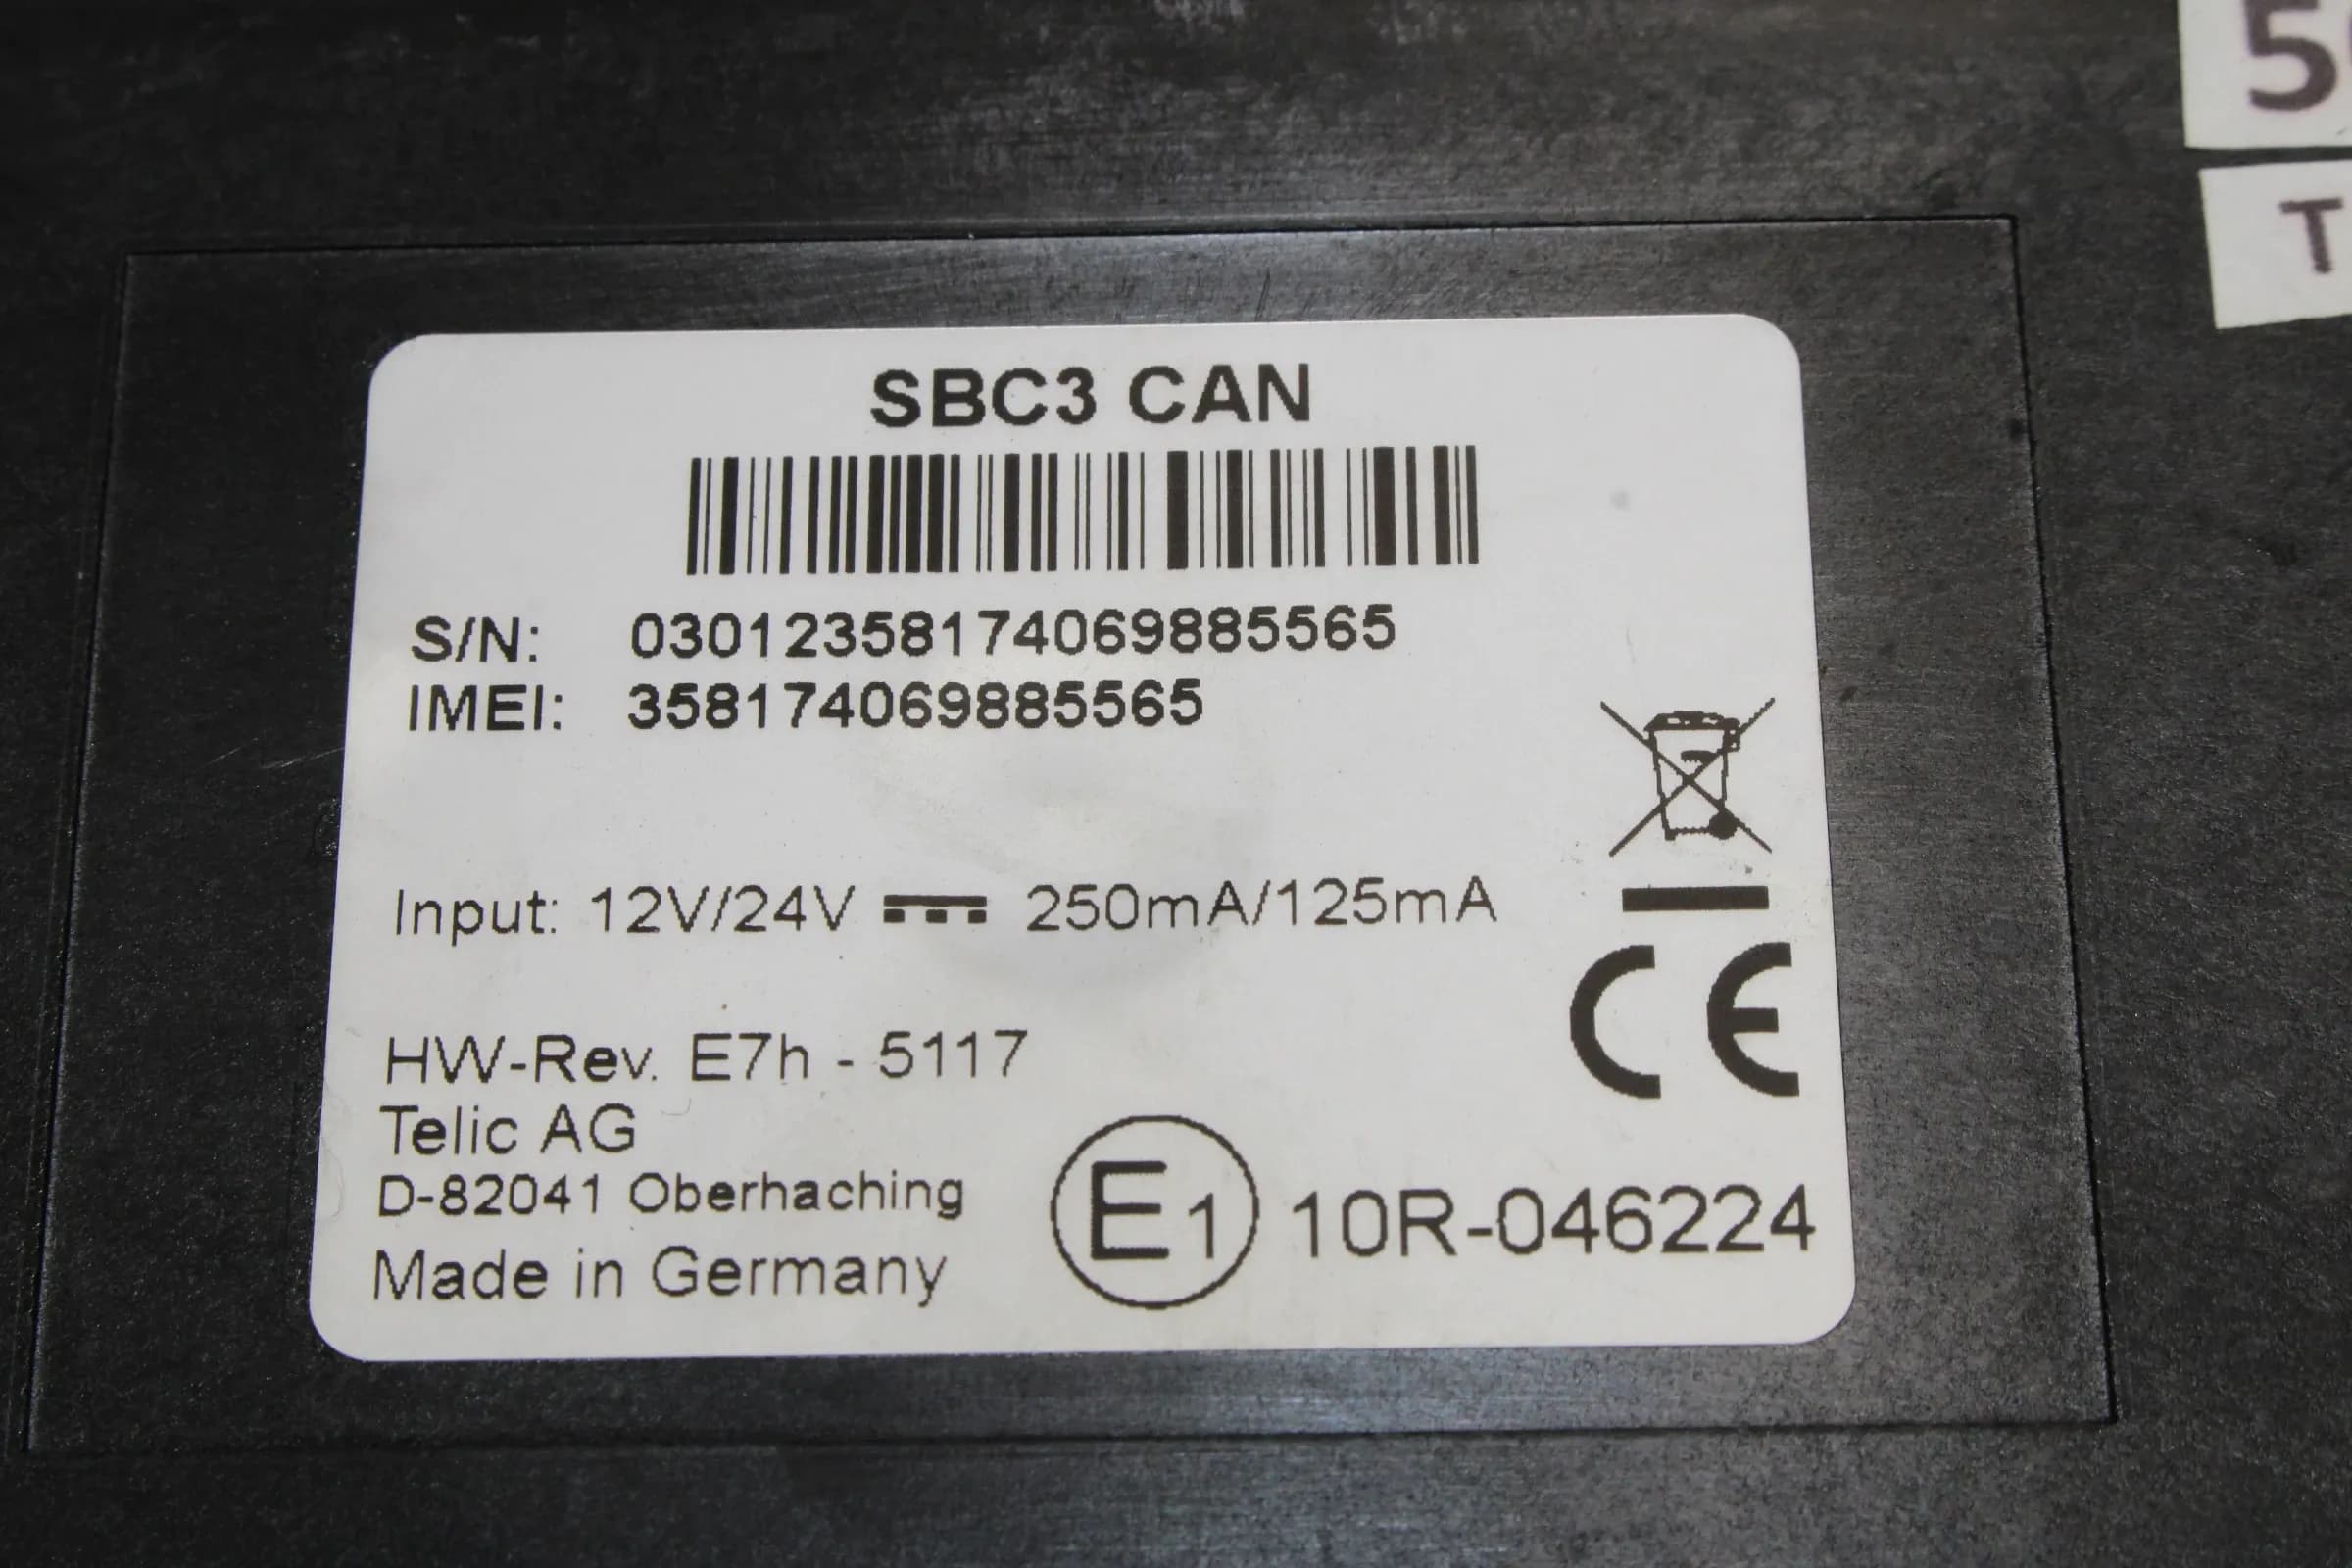 5
T
SBC3 CAN
S/N: 03012358174069885565
IMEI: 358174069885565
Input: 12V/24V 250mA/125mA
CE
HW-Rev. E7h - 5117
Telic AG
D-82041 Oberhaching
Made in Germany
E1 10R-046224